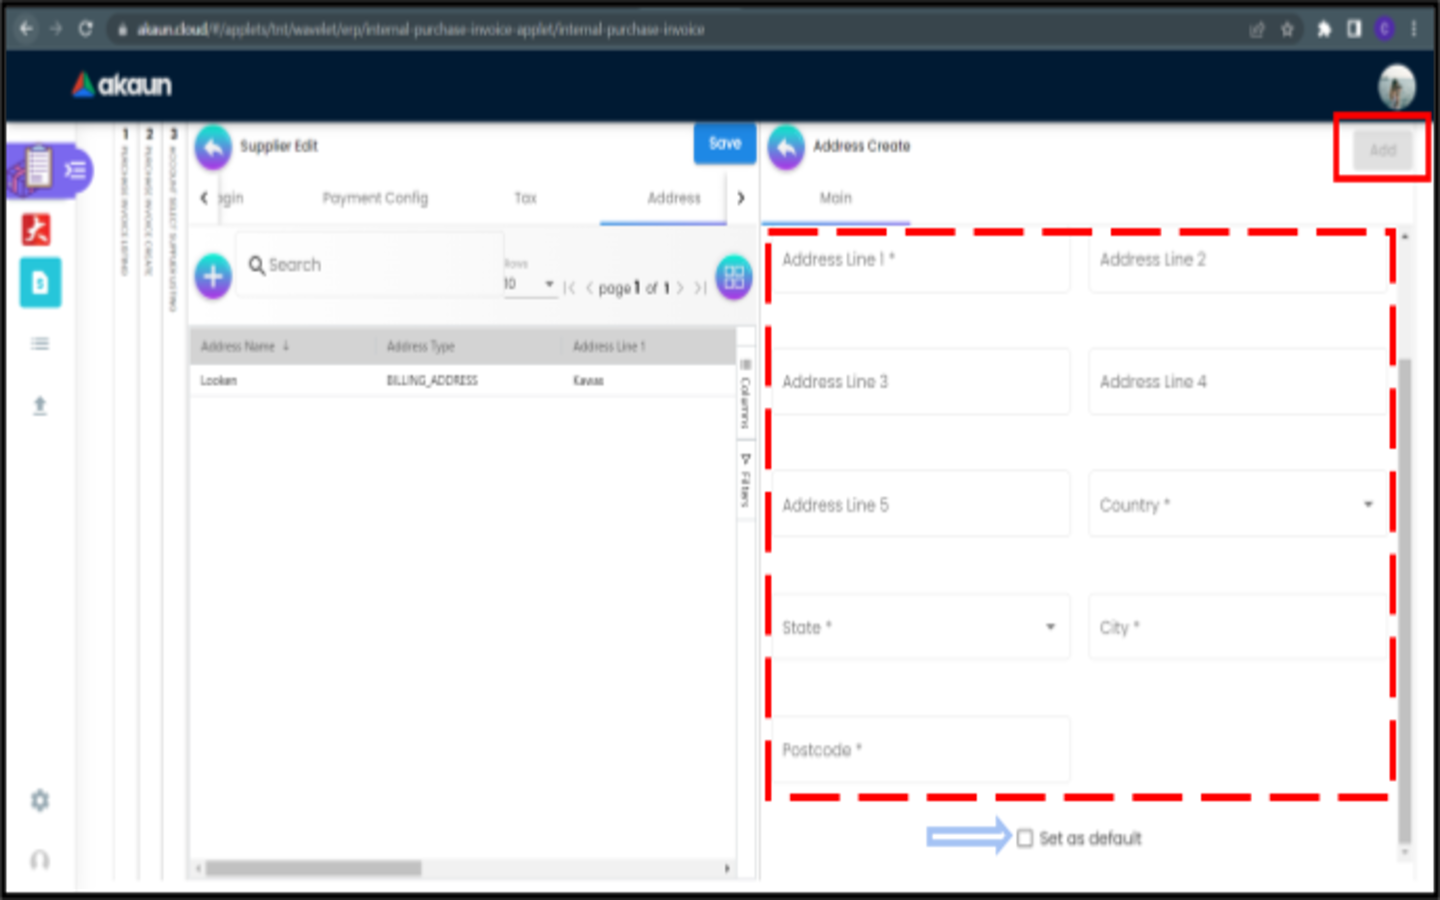 akaun.cloud/#/applets/tnt/wavelet/erp/internal-purchase-invoice-applet/internal-purchase-invoice
C
akaun
1 PURCHASE INVOICE LISTING
2 PURCHASE INVOICE CREATE
3 ACCOUNT SELECT SUPPLIER LISTING
Supplier Edit
Save
Address Create
Add
ogin
Payment Config
Tax
Address
Main
Search
Rows
10
page 1 of 1
Address Name ↓
Address Type
Address Line 1
Looken
BILLING_ADDRESS
Kawas
Columns
Filters
Address Line 1 *
Address Line 2
Address Line 3
Address Line 4
Address Line 5
Country *
State *
City *
Postcode *
Set as default